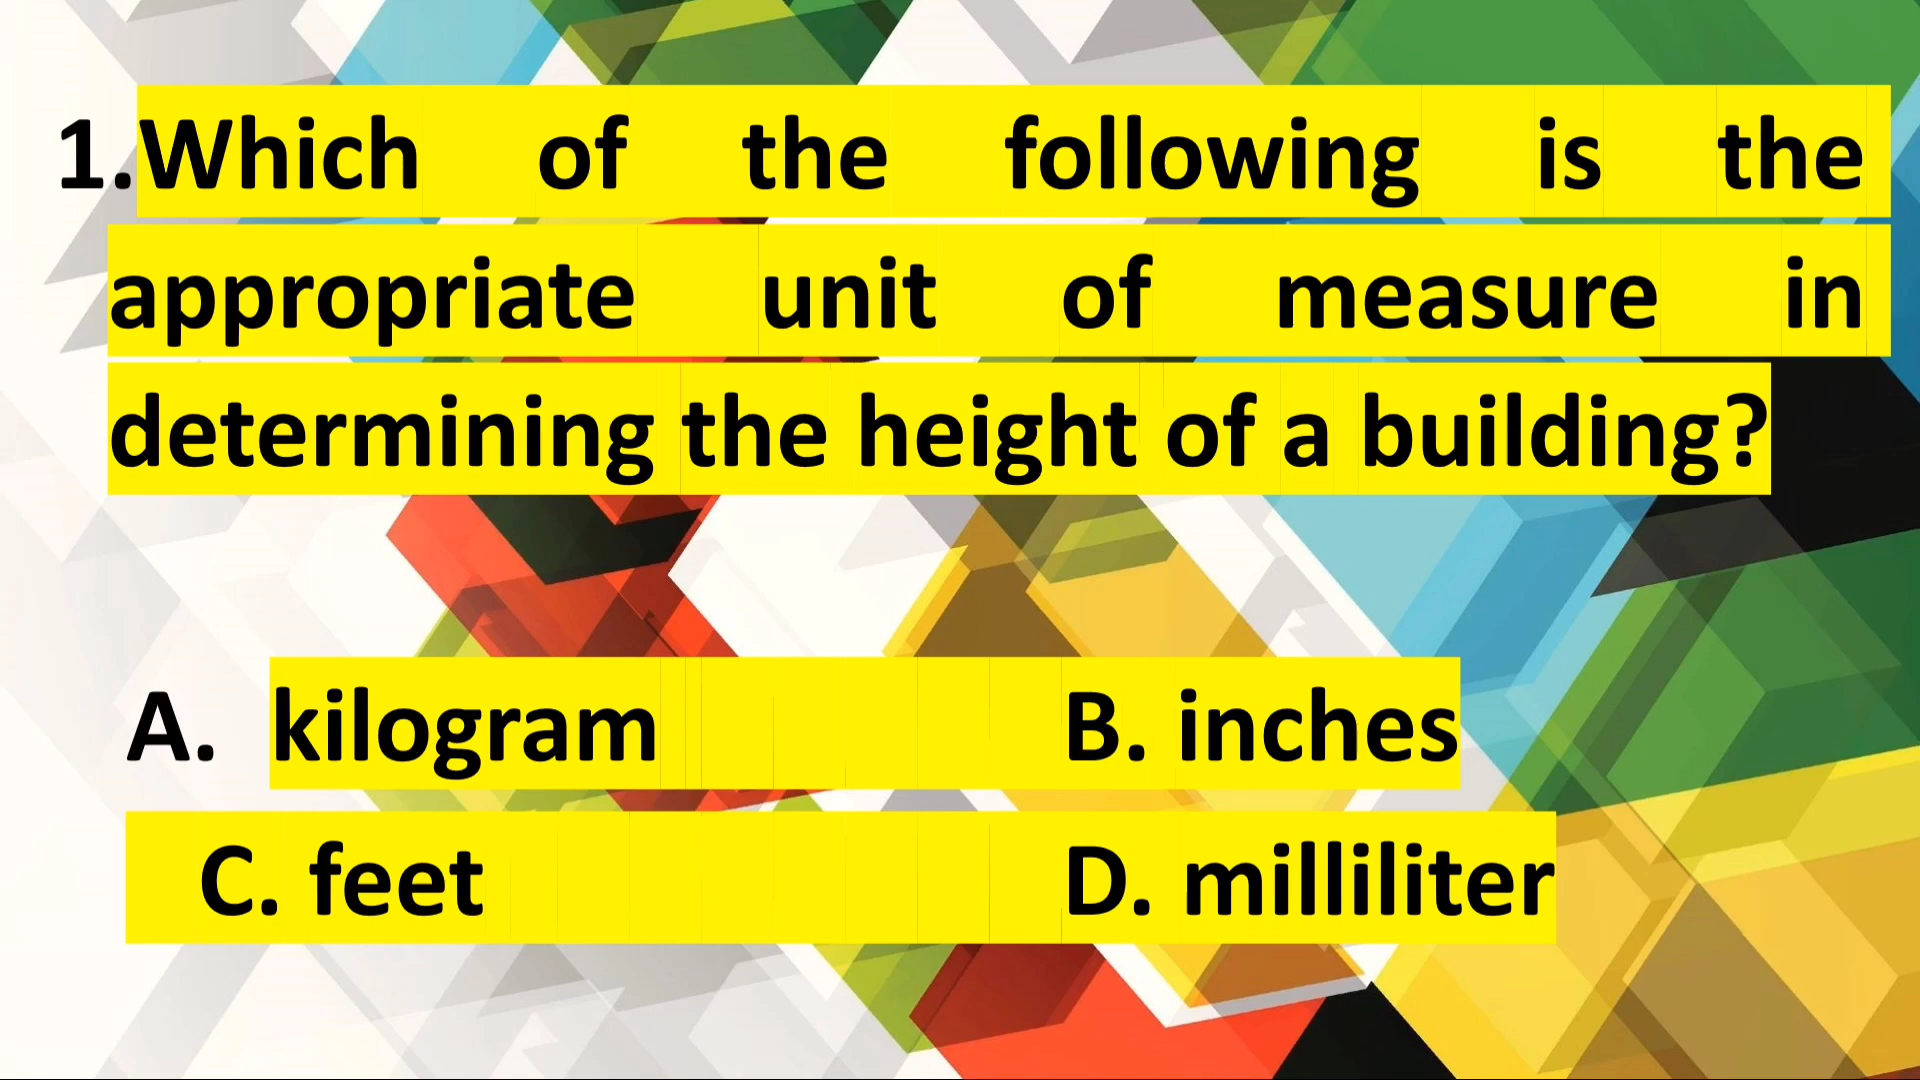 1.Which of the following is the
appropriate unit of measure in
determining the height of a building?
A. kilogram B. inches
C. feet D. milliliter